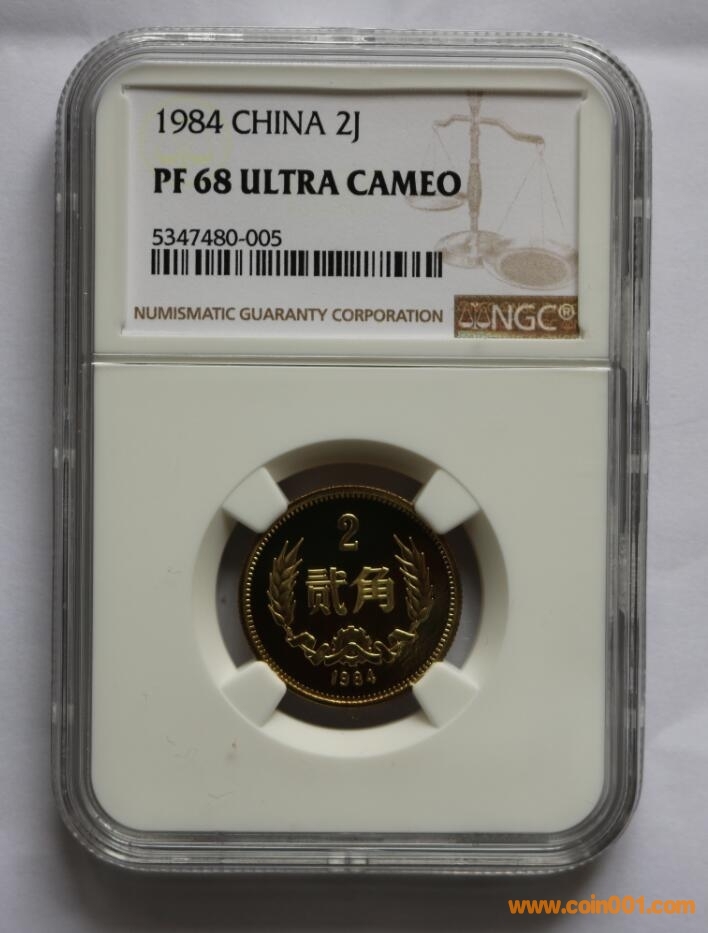 1984 CHINA 2J
PF 68 ULTRA CAMEO
5347480-005
NUMISMATIC GUARANTY CORPORATION
NGC®
2
贰角
1984
www.coin001.com